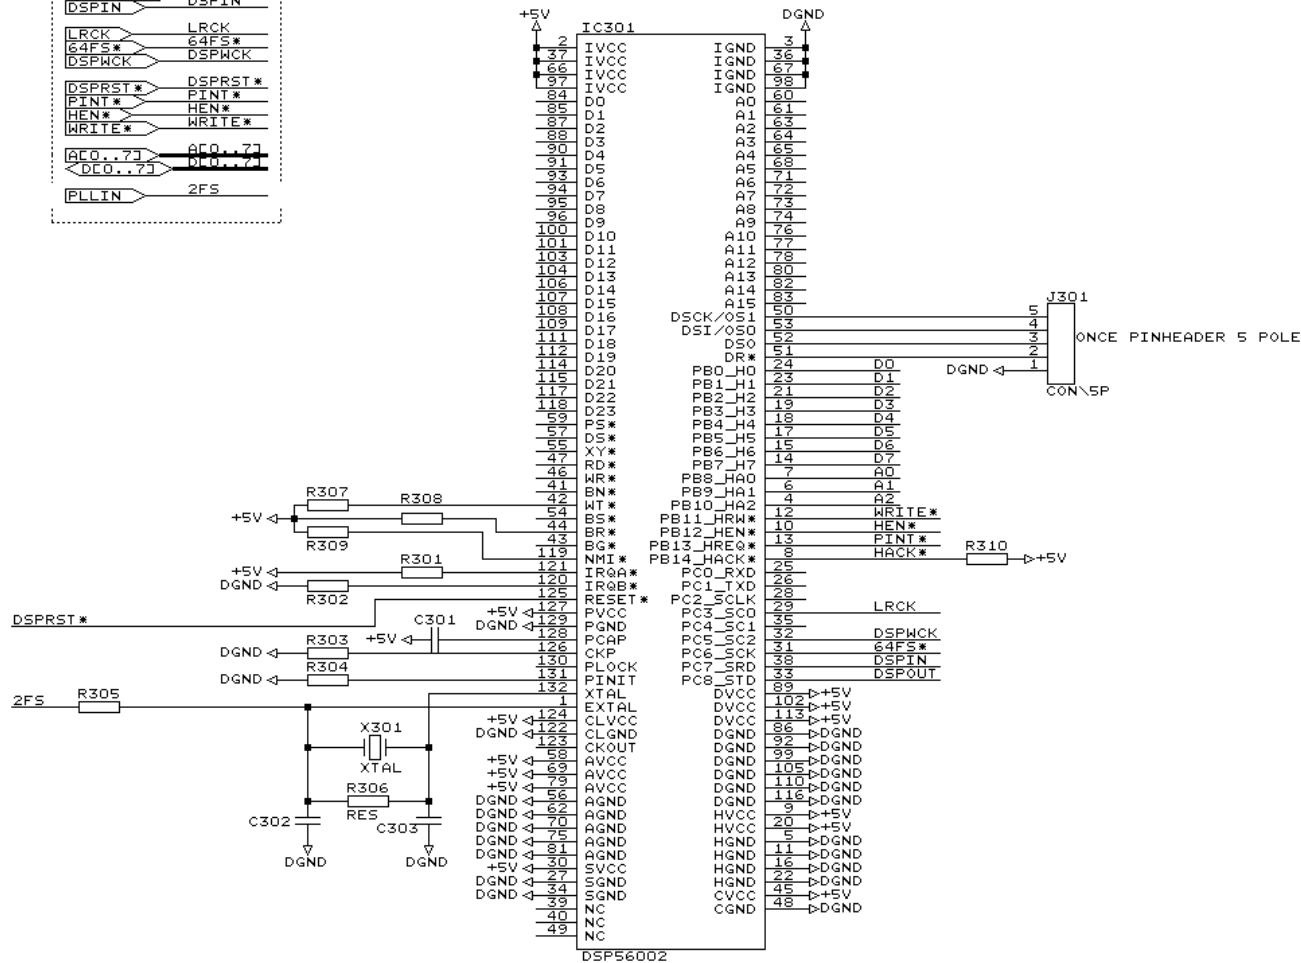 DSPIN DSPIN
LRCK LRCK
64FS* 64FS*
DSPWCK DSPWCK
DSPRST* DSPRST*
PINT* PINT*
HEN* HEN*
WRITE* WRITE*
A[0..7] A[0..7]
D[0..7] D[0..7]
PLLIN 2FS
+5V DGND
IC301
2 IVCC IGND 3
37 IVCC IGND 36
66 IVCC IGND 67
97 IVCC IGND 98
84 D0 A0 60
85 D1 A1 61
87 D2 A2 63
88 D3 A3 64
90 D4 A4 65
91 D5 A5 68
93 D6 A6 71
94 D7 A7 72
95 D8 A8 73
96 D9 A9 74
100 D10 A10 76
101 D11 A11 77
103 D12 A12 78
104 D13 A13 80
106 D14 A14 82
107 D15 A15 83
J301
108 D16 DSCK/OS1 50 5
109 D17 DSI/OS0 53 4
111 D18 DSO 52 3 ONCE PINHEADER 5 POLE
112 D19 DR* 51 2
114 D20 PB0_H0 24 D0 DGND 1
115 D21 PB1_H1 23 D1
CON\5P
117 D22 PB2_H2 21 D2
118 D23 PB3_H3 19 D3
59 PS* PB4_H4 18 D4
57 DS* PB5_H5 17 D5
55 XY* PB6_H6 15 D6
47 RD* PB7_H7 14 D7
46 WR* PB8_HA0 7 A0
41 BN* PB9_HA1 6 A1
R307 R308 42 WT* PB10_HA2 4 A2
+5V 54 BS* PB11_HRW* 12 WRITE*
44 BR* PB12_HEN* 10 HEN*
R309 43 BG* PB13_HREQ* 13 PINT*
119 NMI* PB14_HACK* 8 HACK* R310 +5V
+5V R301 121 IRQA* PC0_RXD 25
DGND R302 120 IRQB* PC1_TXD 26
125 RESET* PC2_SCLK 28
+5V 127 PVCC PC3_SC0 29 LRCK
DSPRST* C301 DGND 129 PGND PC4_SC1 35
+5V 128 PCAP PC5_SC2 32 DSPWCK
DGND R303 126 CKP PC6_SCK 31 64FS*
130 PLOCK PC7_SRD 38 DSPIN
DGND R304 131 PINIT PC8_STD 33 DSPOUT
132 XTAL DVCC 89 +5V
2FS R305 1 EXTAL DVCC 102 +5V
+5V 124 CLVCC DVCC 113 +5V
X301 DGND 122 CLGND DGND 86 DGND
123 CKOUT DGND 92 DGND
XTAL +5V 58 AVCC DGND 99 DGND
+5V 69 AVCC DGND 105 DGND
R306 +5V 79 AVCC DGND 110 DGND
DGND 56 AGND DGND 116 DGND
RES DGND 62 AGND HVCC 9 +5V
C302 C303 DGND 70 AGND HVCC 20 +5V
DGND 75 AGND HGND 5 DGND
DGND DGND DGND 81 AGND HGND 11 DGND
+5V 30 SVCC HGND 16 DGND
DGND 27 SGND HGND 22 DGND
DGND 34 SGND CVCC 45 +5V
39 NC CGND 48 DGND
40 NC
49 NC
DSP56002